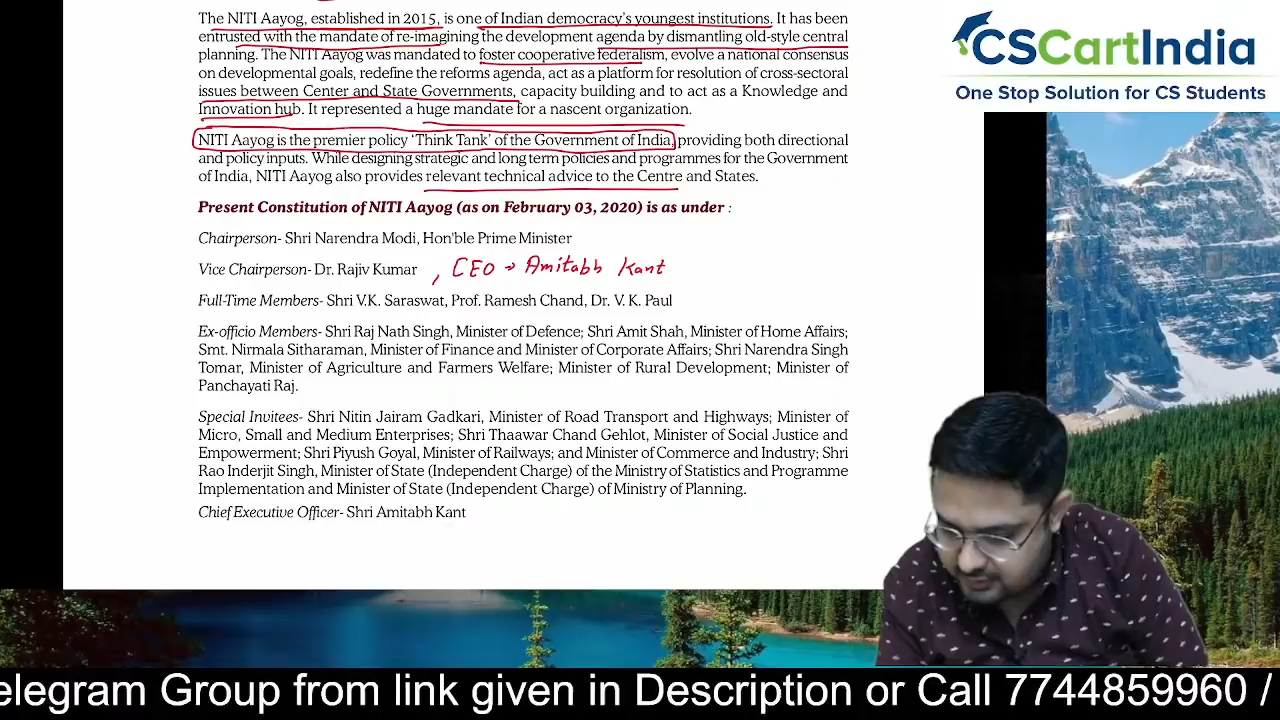 The NITI Aayog, established in 2015, is one of Indian democracy's youngest institutions. It has been
entrusted with the mandate of re-imagining the development agenda by dismantling old-style central
planning. The NITI Aayog was mandated to foster cooperative federalism, evolve a national consensus
on developmental goals, redefine the reforms agenda, act as a platform for resolution of cross-sectoral
issues between Center and State Governments, capacity building and to act as a Knowledge and
Innovation hub. It represented a huge mandate for a nascent organization.
NITI Aayog is the premier policy 'Think Tank' of the Government of India, providing both directional
and policy inputs. While designing strategic and long term policies and programmes for the Government
of India, NITI Aayog also provides relevant technical advice to the Centre and States.
Present Constitution of NITI Aayog (as on February 03, 2020) is as under :
Chairperson- Shri Narendra Modi, Hon'ble Prime Minister
Vice Chairperson- Dr. Rajiv Kumar , CEO → Amitabh Kant
Full-Time Members- Shri V.K. Saraswat, Prof. Ramesh Chand, Dr. V. K. Paul
Ex-officio Members- Shri Raj Nath Singh, Minister of Defence; Shri Amit Shah, Minister of Home Affairs;
Smt. Nirmala Sitharaman, Minister of Finance and Minister of Corporate Affairs; Shri Narendra Singh
Tomar, Minister of Agriculture and Farmers Welfare; Minister of Rural Development; Minister of
Panchayati Raj.
Special Invitees- Shri Nitin Jairam Gadkari, Minister of Road Transport and Highways; Minister of
Micro, Small and Medium Enterprises; Shri Thaawar Chand Gehlot, Minister of Social Justice and
Empowerment; Shri Piyush Goyal, Minister of Railways; and Minister of Commerce and Industry; Shri
Rao Inderjit Singh, Minister of State (Independent Charge) of the Ministry of Statistics and Programme
Implementation and Minister of State (Independent Charge) of Ministry of Planning.
Chief Executive Officer- Shri Amitabh Kant
CSCartIndia
One Stop Solution for CS Students
elegram Group from link given in Description or Call 7744859960 /